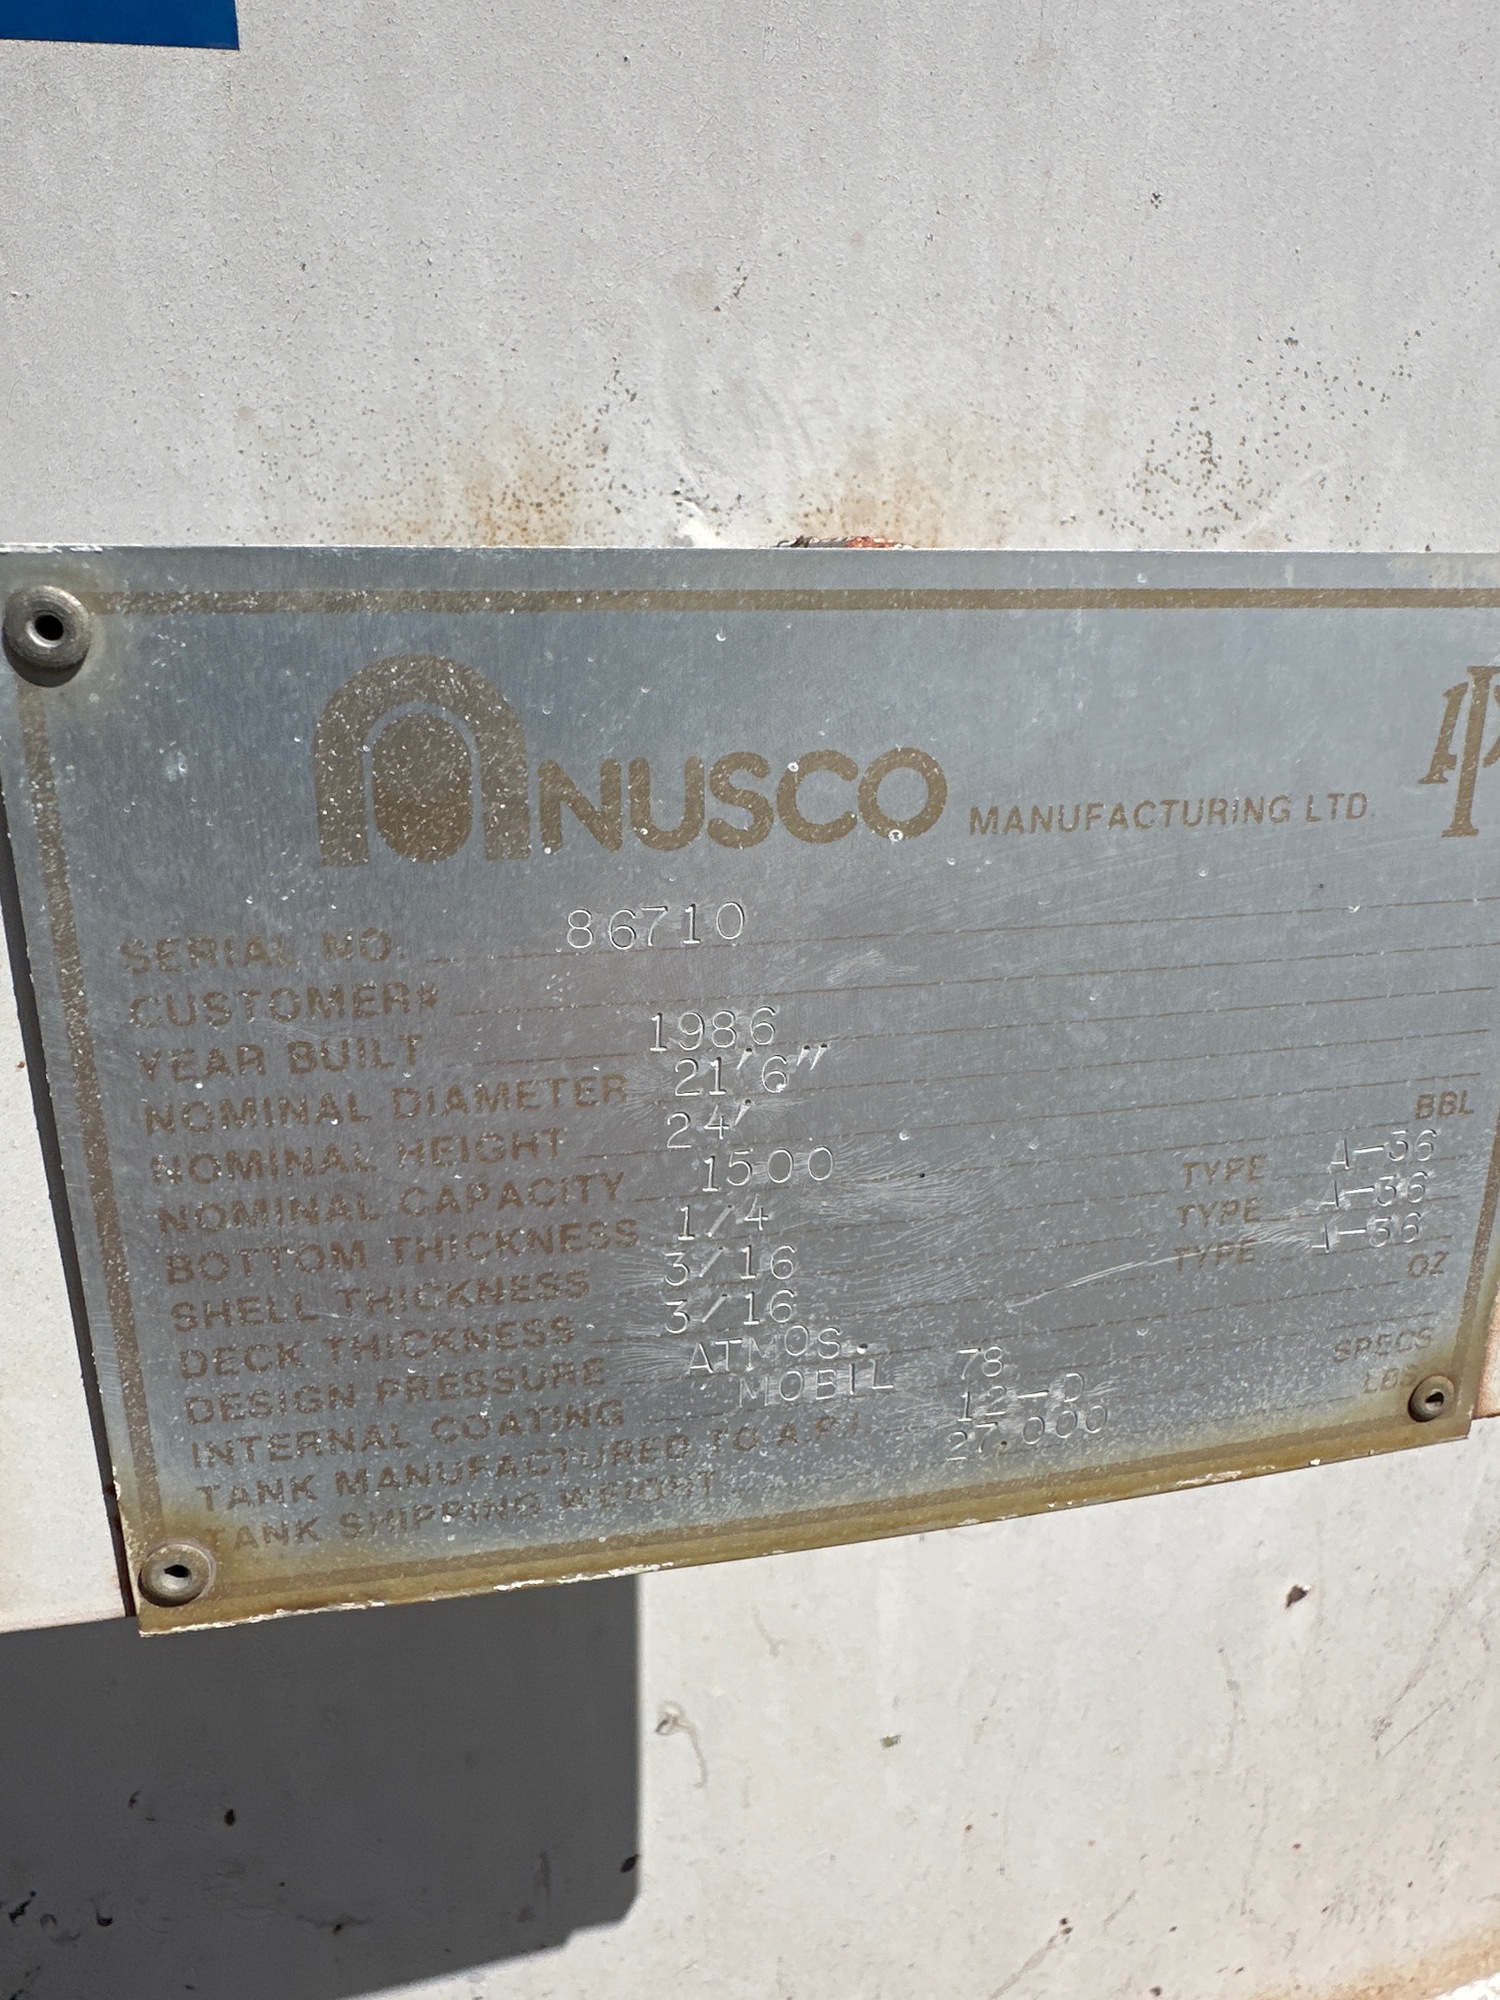 NUSCO MANUFACTURING LTD.
SERIAL NO. 86710
CUSTOMER#
YEAR BUILT 1986
NOMINAL DIAMETER 21'6"
NOMINAL HEIGHT 24'
NOMINAL CAPACITY 1500 BBL
BOTTOM THICKNESS 1/4 TYPE A-36
SHELL THICKNESS 3/16 TYPE A-36
DECK THICKNESS 3/16 TYPE A-36
DESIGN PRESSURE ATMOS. OZ
INTERNAL COATING MOBIL 78
TANK MANUFACTURED TO A.P.I. 12-D SPECS
TANK SHIPPING WEIGHT 27.000 LBS